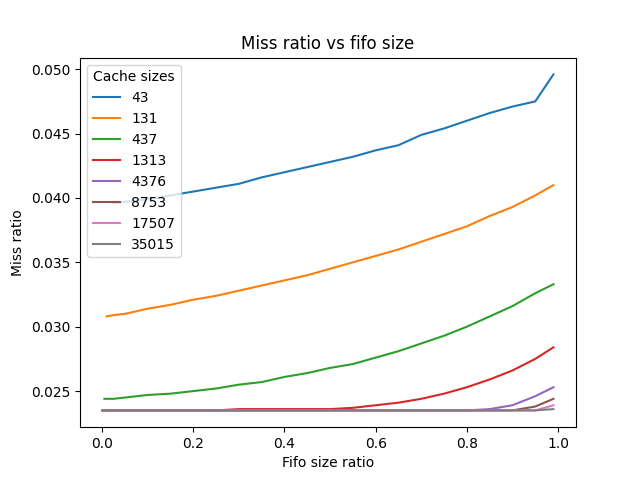 Miss ratio vs fifo size
Cache sizes
43
131
437
1313
4376
8753
17507
35015
0.050
0.045
0.040
0.035
0.030
0.025
Miss ratio
0.0 0.2 0.4 0.6 0.8 1.0
Fifo size ratio